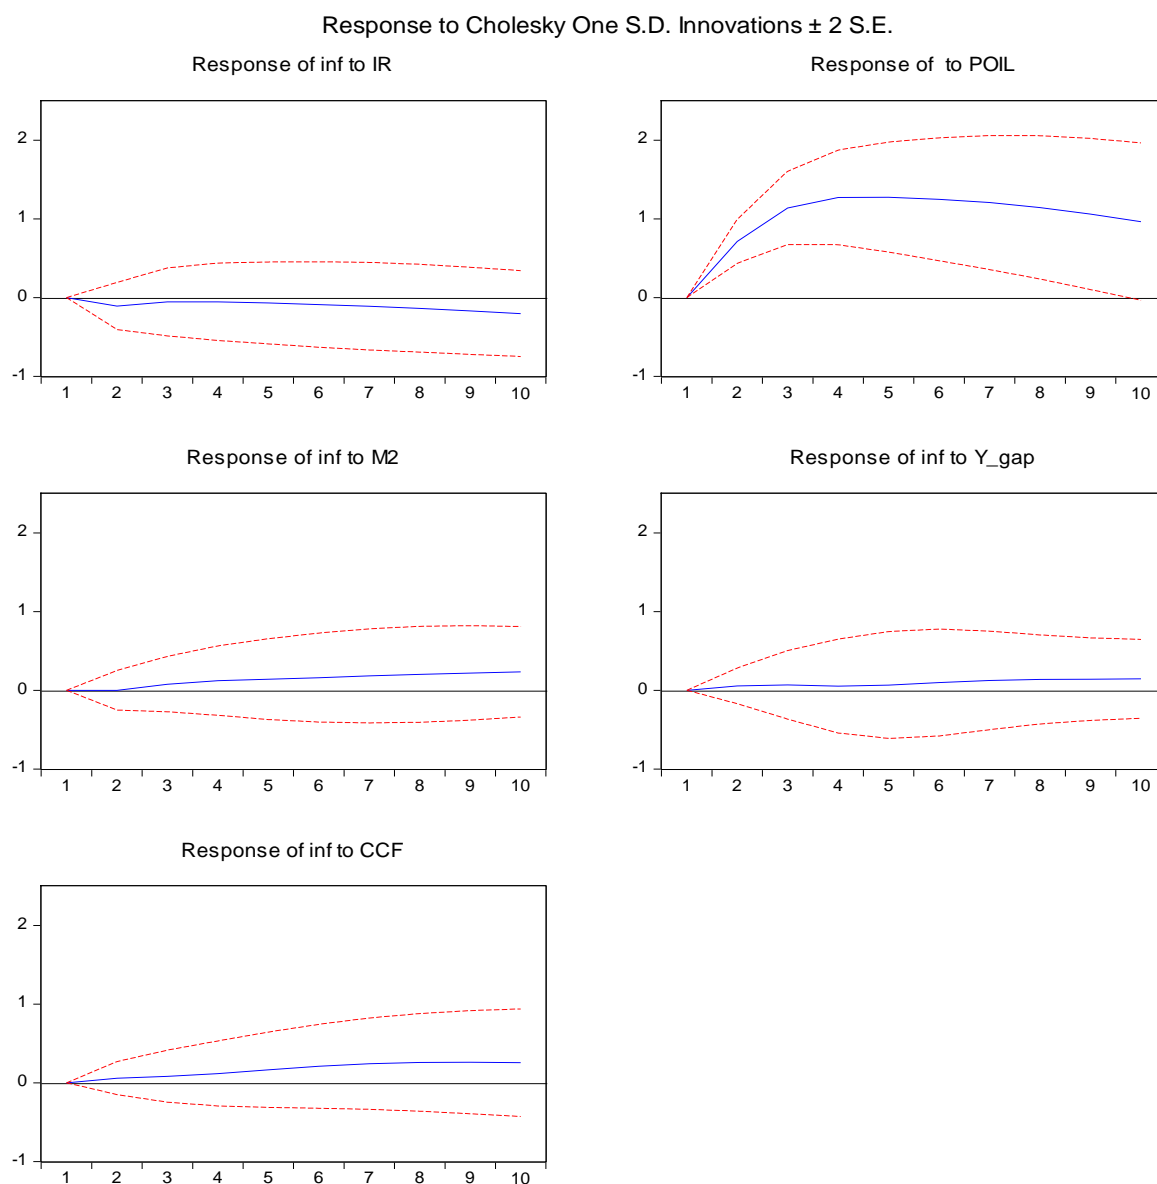 Response to Cholesky One S.D. Innovations ± 2 S.E.
Response of inf to IR
2
1
0
-1
1 2 3 4 5 6 7 8 9 10
Response of to POIL
2
1
0
-1
1 2 3 4 5 6 7 8 9 10
Response of inf to M2
2
1
0
-1
1 2 3 4 5 6 7 8 9 10
Response of inf to Y_gap
2
1
0
-1
1 2 3 4 5 6 7 8 9 10
Response of inf to CCF
2
1
0
-1
1 2 3 4 5 6 7 8 9 10